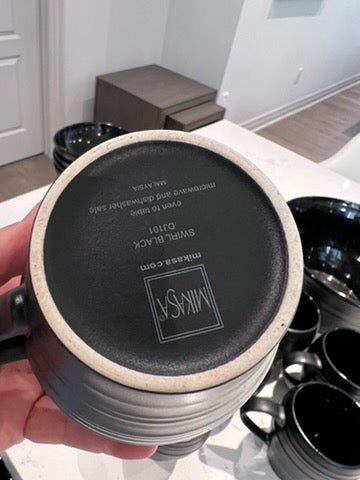 MIKASA
mikasa.com
SWIRL BLACK
DJ101
oven to table
microwave and dishwasher safe
MALAYSIA